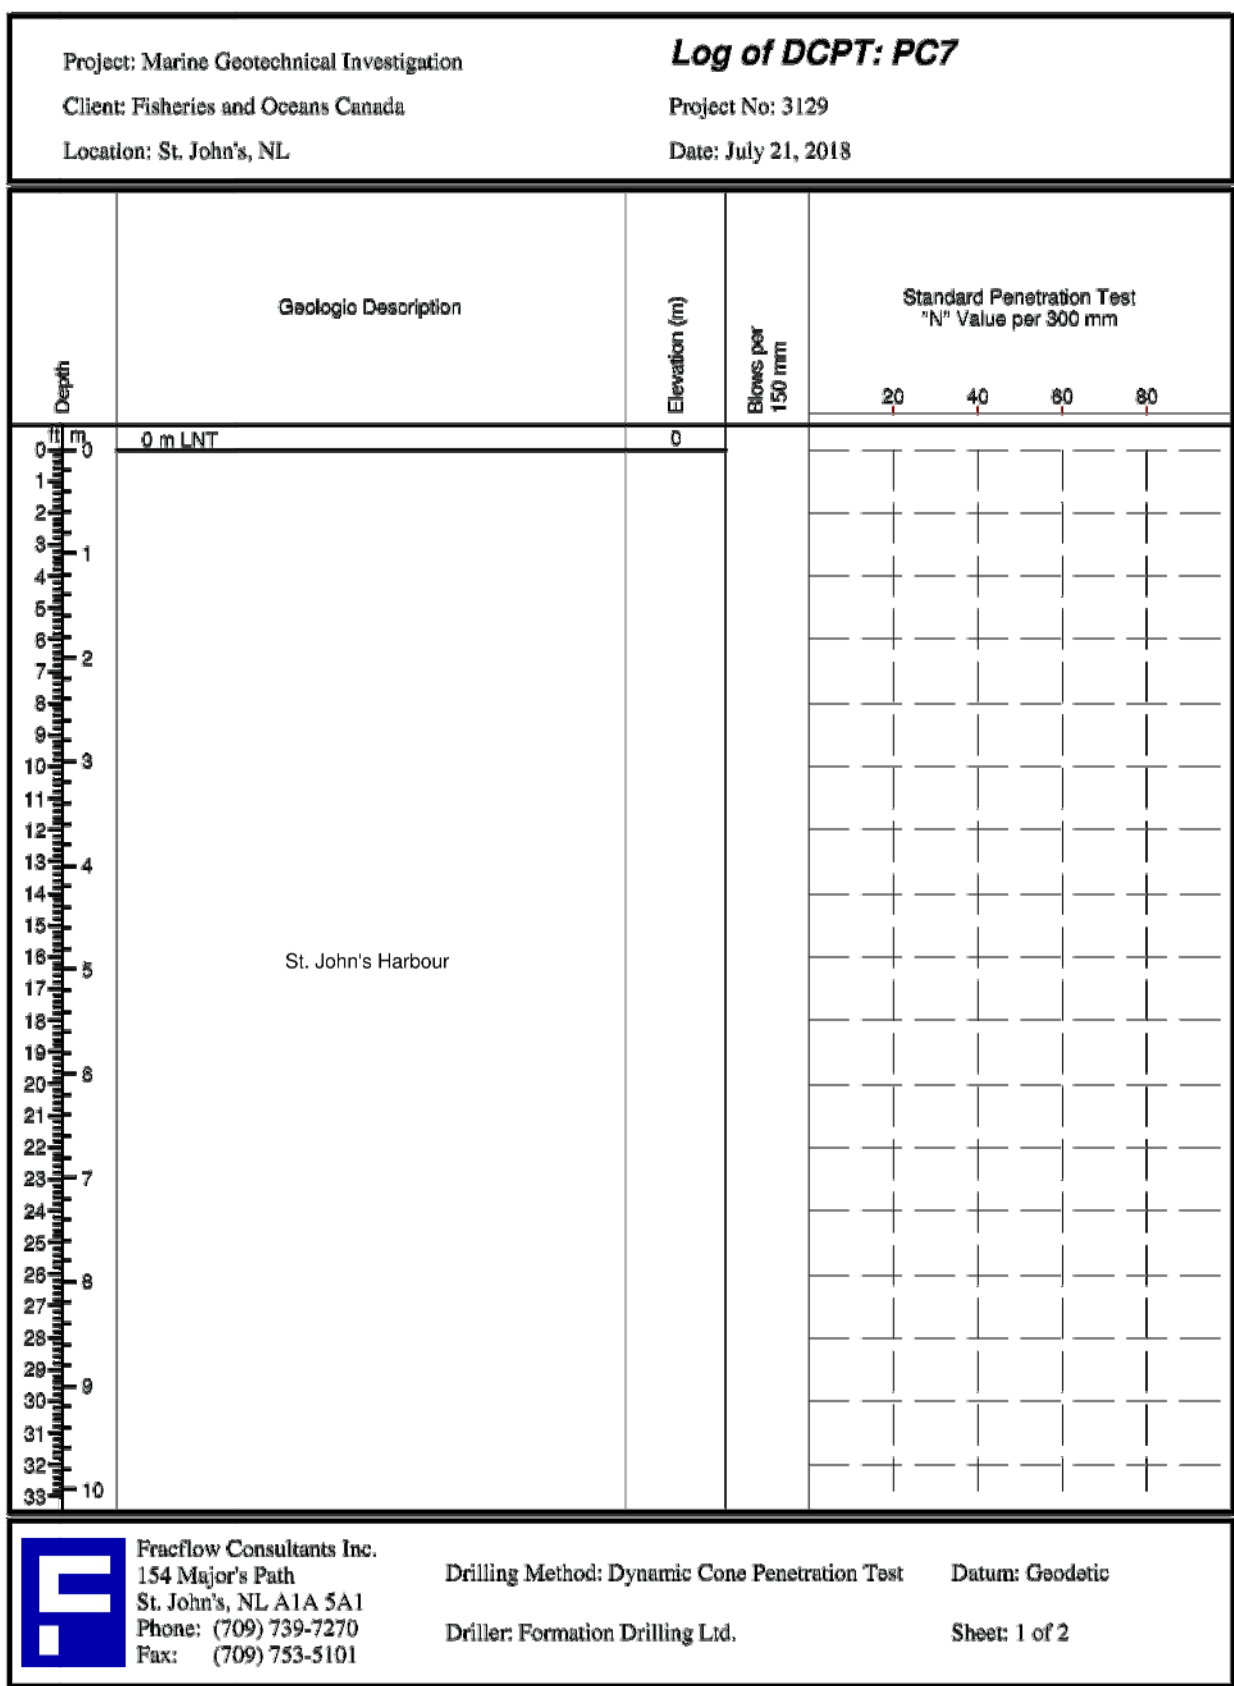 Project: Marine Geotechnical Investigation
Client: Fisheries and Oceans Canada
Location: St. John's, NL
Log of DCPT: PC7
Project No: 3129
Date: July 21, 2018
Depth
Geologic Description
Elevation (m)
Blows per
150 mm
Standard Penetration Test
"N" Value per 300 mm
20 40 60 80
ft m
0 m LNT
0
0 0
1
2
3
1
4
5
6
2
7
8
9
10
3
11
12
13
4
14
15
16
St. John's Harbour
5
17
18
19
6
20
21
22
23
7
24
25
26
8
27
28
29
9
30
31
32
10
33
Fracflow Consultants Inc.
154 Major's Path
St. John's, NL A1A 5A1
Phone: (709) 739-7270
Fax: (709) 753-5101
Drilling Method: Dynamic Cone Penetration Test
Driller: Formation Drilling Ltd.
Datum: Geodetic
Sheet: 1 of 2